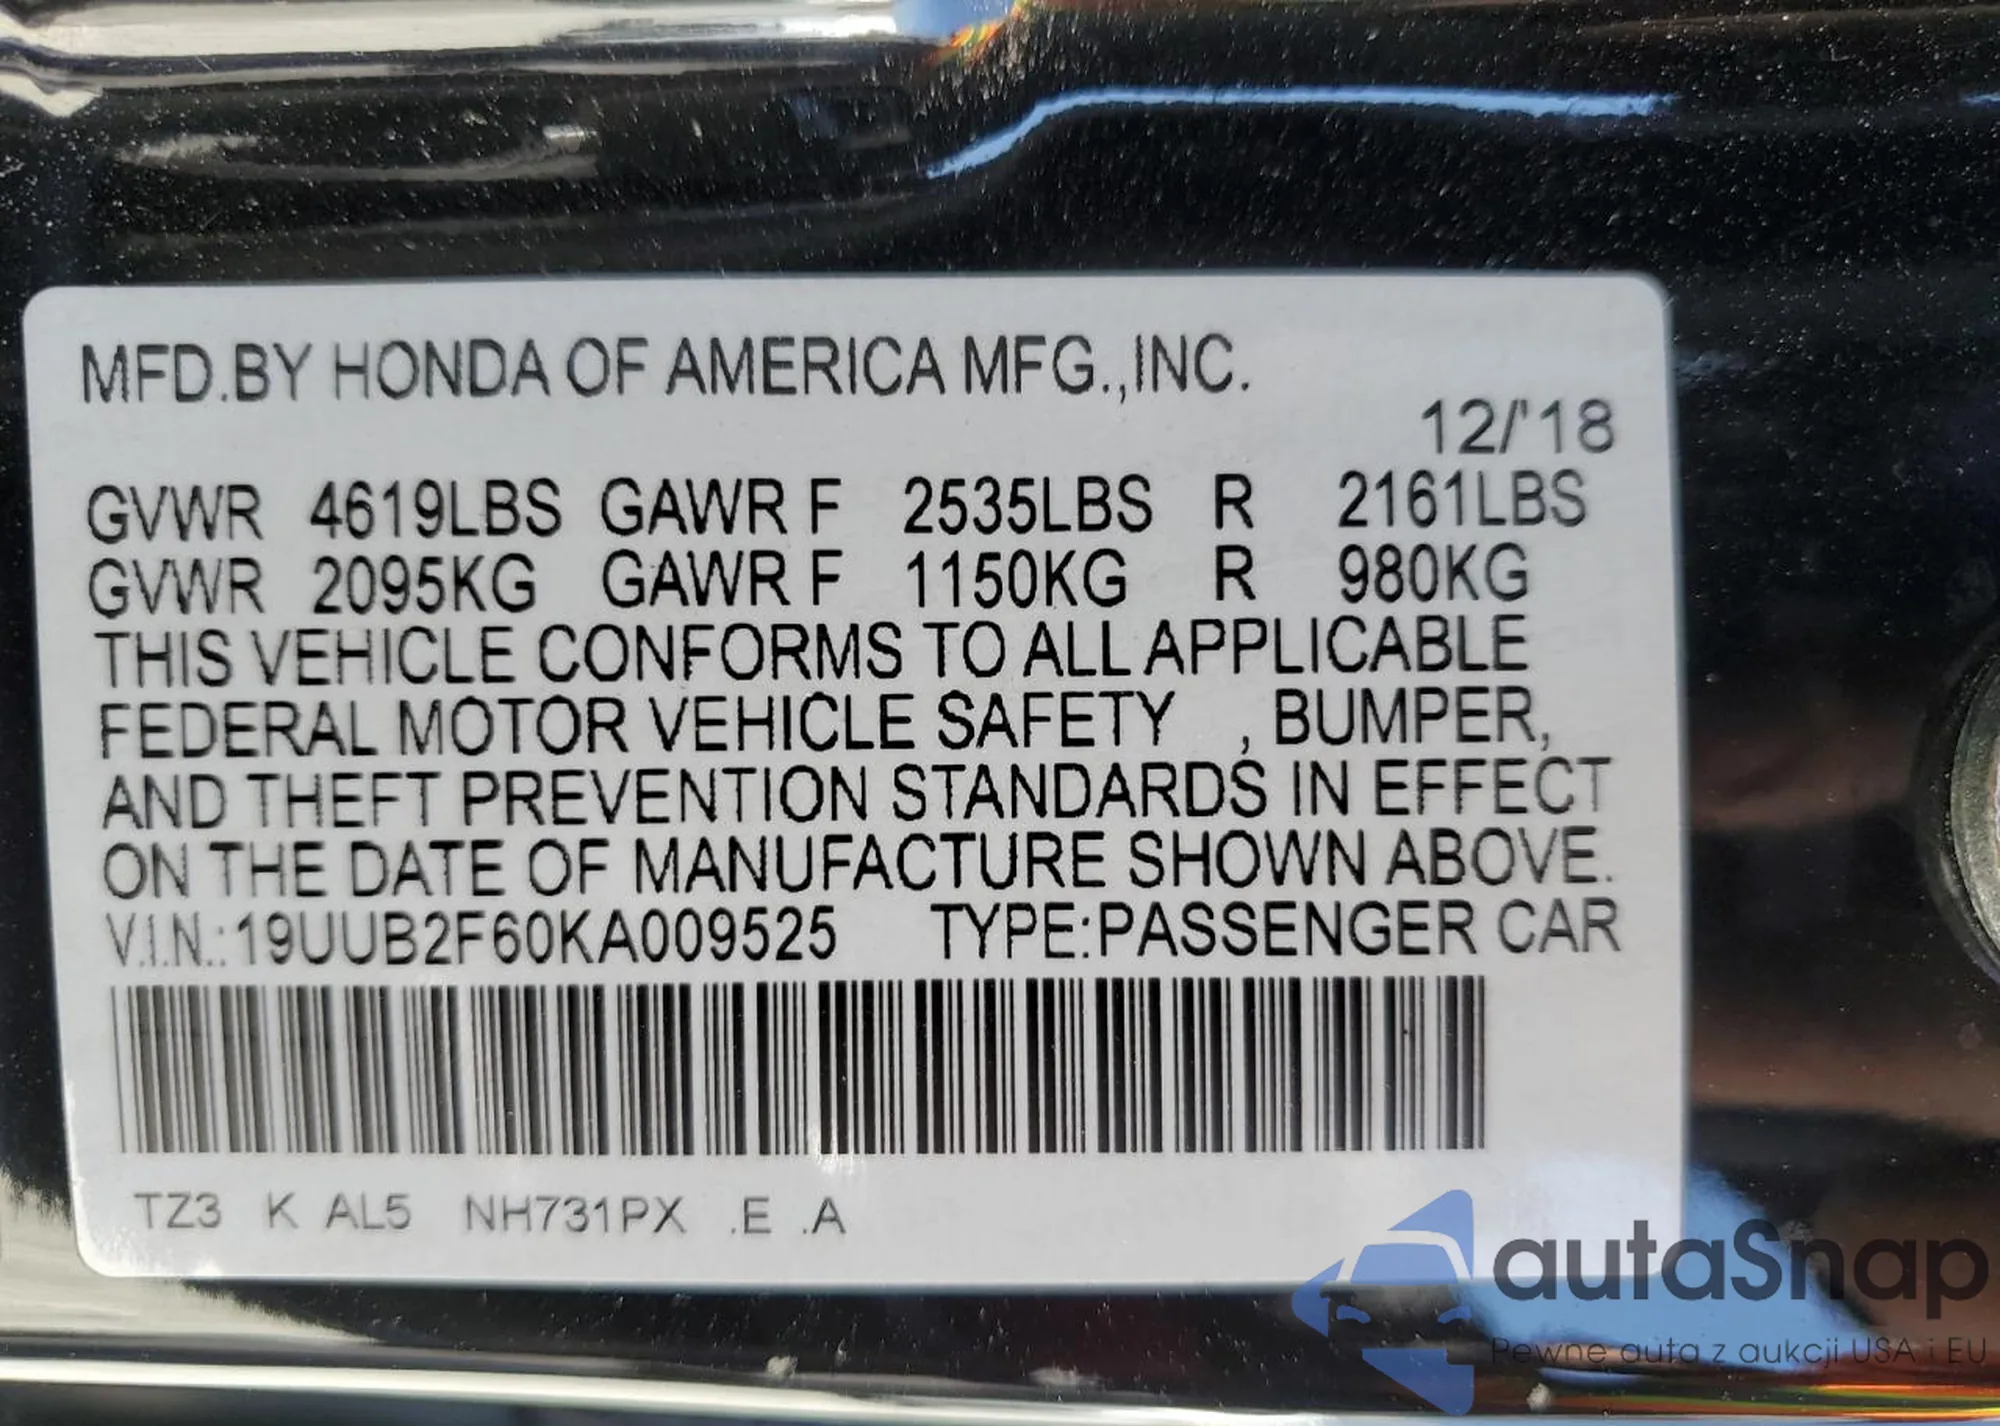 MFD.BY HONDA OF AMERICA MFG.,INC.
12/'18
GVWR 4619LBS GAWR F 2535LBS R 2161LBS
GVWR 2095KG GAWR F 1150KG R 980KG
THIS VEHICLE CONFORMS TO ALL APPLICABLE
FEDERAL MOTOR VEHICLE SAFETY , BUMPER,
AND THEFT PREVENTION STANDARDS IN EFFECT
ON THE DATE OF MANUFACTURE SHOWN ABOVE.
V.I.N.:19UUB2F60KA009525 TYPE:PASSENGER CAR
TZ3 K AL5 NH731PX .E .A
autaSnap
Pewne auta z aukcji USA i EU